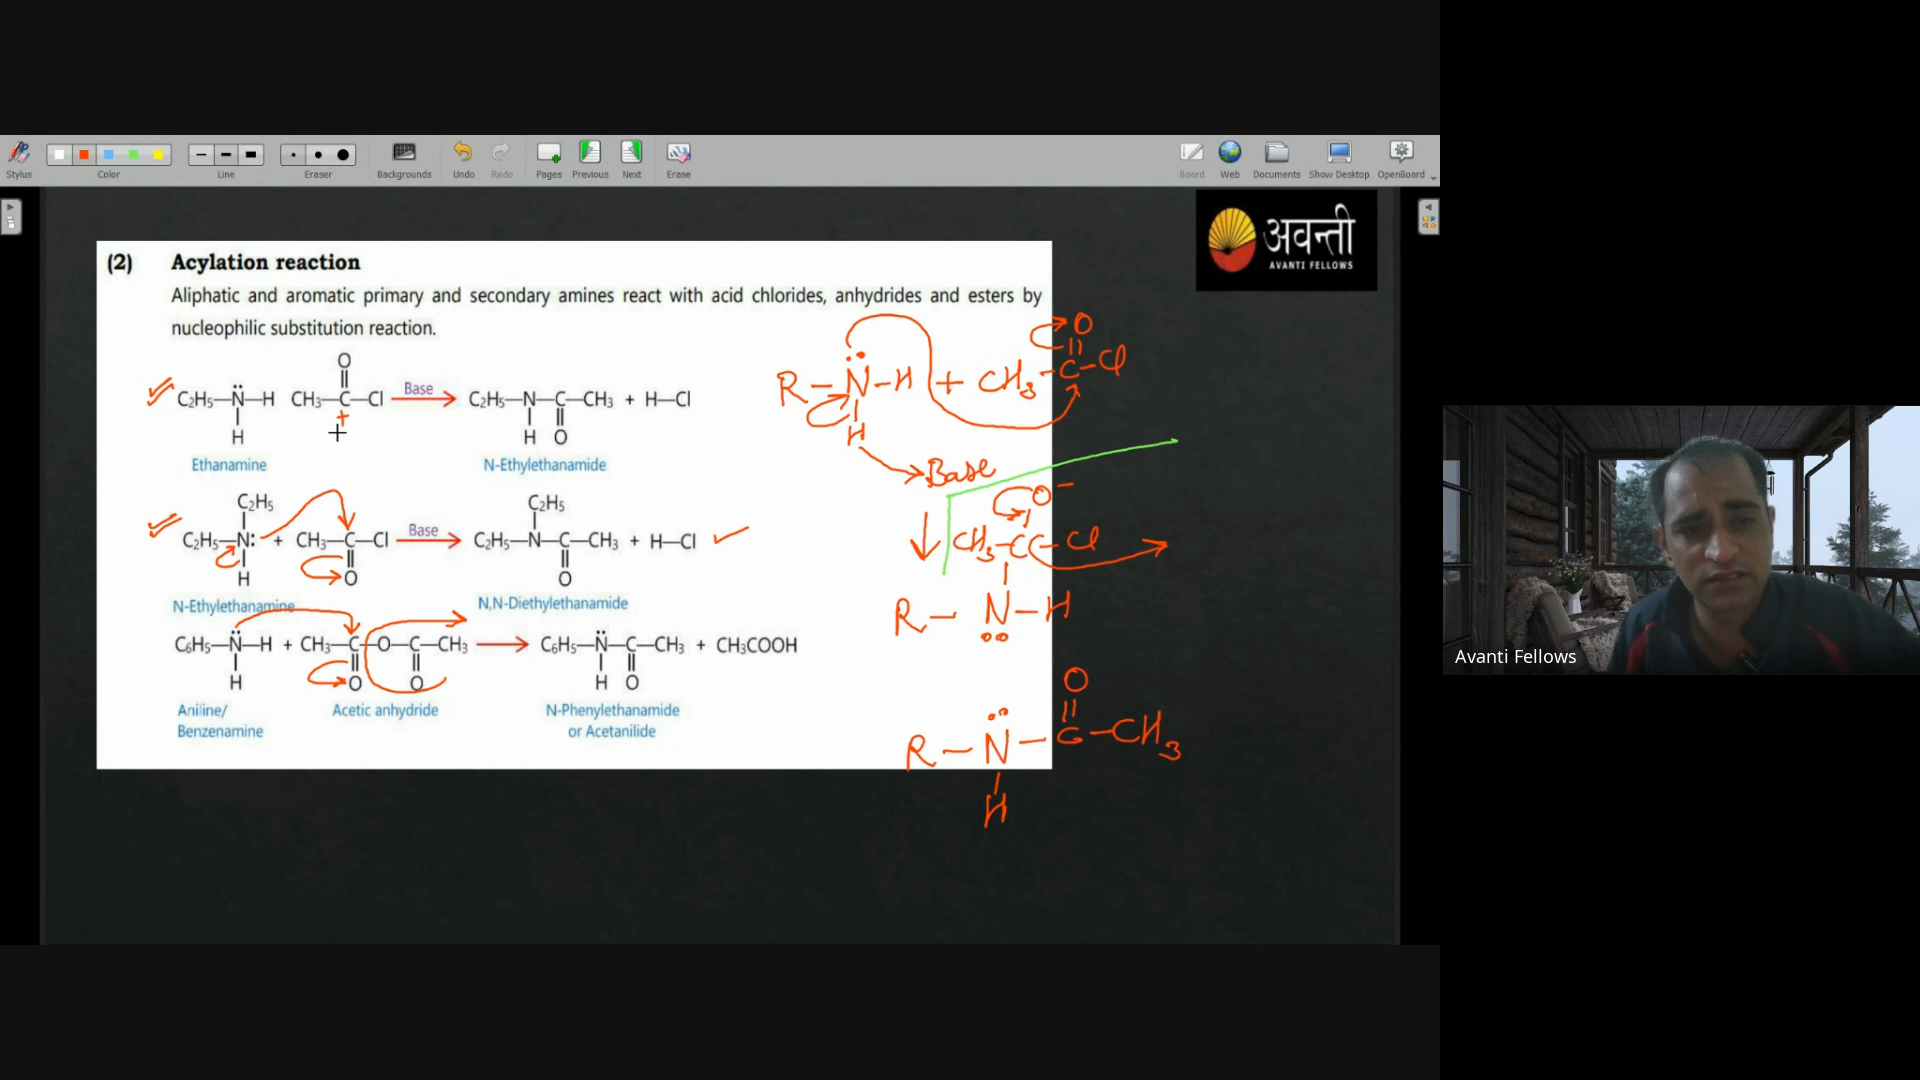 Stylus Color Line Eraser Backgrounds Undo Redo Pages Previous Next Erase Board Web Documents Show Desktop OpenBoard
अवन्ती
AVANTI FELLOWS
(2) Acylation reaction
Aliphatic and aromatic primary and secondary amines react with acid chlorides, anhydrides and esters by
nucleophilic substitution reaction.
O
C₂H₅—N̈—H CH₃—C—Cl Base C₂H₅—N—C—CH₃ + H—Cl
+
H H O
Ethanamine N-Ethylethanamide
C₂H₅ C₂H₅
C₂H₅—N: + CH₃—C—Cl Base C₂H₅—N—C—CH₃ + H—Cl
H O O
N-Ethylethanamine N,N-Diethylethanamide
C₆H₅—N̈—H + CH₃—C—O—C—CH₃ C₆H₅—N̈—C—CH₃ + CH₃COOH
H O O H O
Aniline/ Acetic anhydride N-Phenylethanamide
Benzenamine or Acetanilide
O
R—N̈—H + CH₃—C—Cl
H
Base
O⁻
CH₃—C—Cl
R—N—H
O
R—N̈—C—CH₃
H
Avanti Fellows